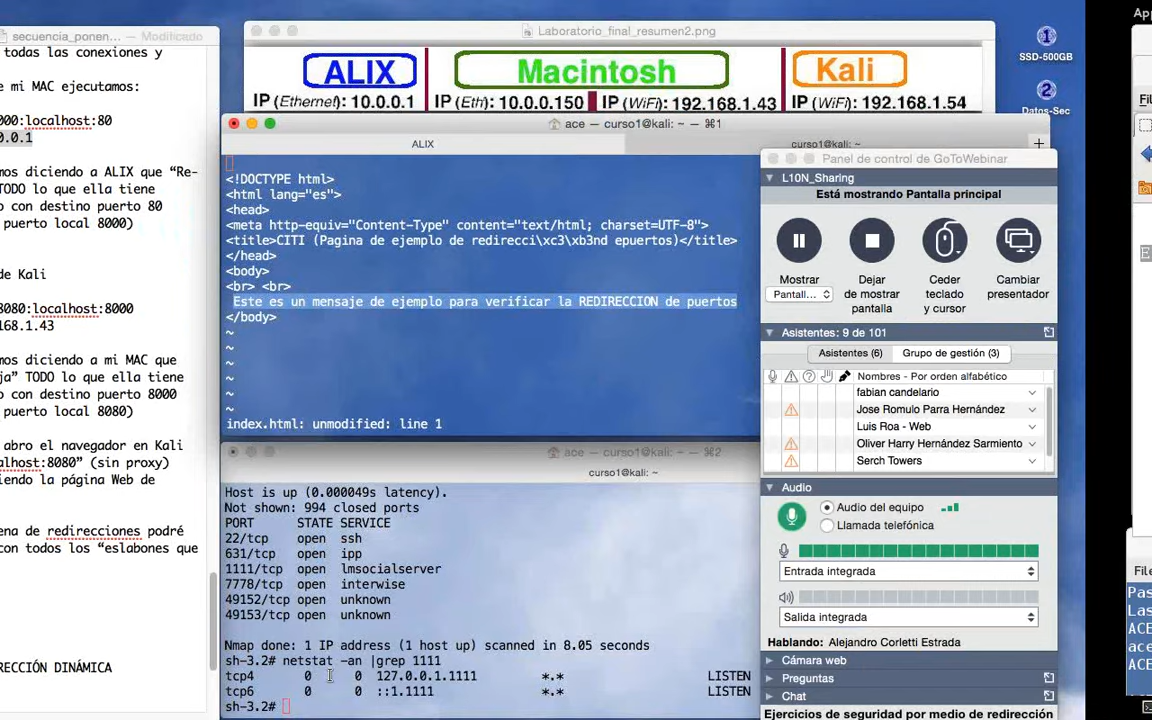 secuencia_ponen... — Modificado
todas las conexiones y
e mi MAC ejecutamos:
000:localhost:80
0.0.1
mos diciendo a ALIX que “Re-
TODO lo que ella tiene
o con destino puerto 80
puerto local 8000)
de Kali
8080:localhost:8000
168.1.43
mos diciendo a mi MAC que
ja” TODO lo que ella tiene
o con destino puerto 8000
puerto local 8080)
abro el navegador en Kali
alhost:8080” (sin proxy)
iendo la página Web de
ena de redirecciones podré
con todos los “eslabones que
RECCIÓN DINÁMICA
Laboratorio_final_resumen2.png
ALIX
Macintosh
Kali
IP (Ethernet): 10.0.0.1
IP (Eth): 10.0.0.150
IP (WiFi): 192.168.1.43
IP (WiFi): 192.168.1.54
SSD-500GB
Datos-Sec
ace — curso1@kali: ~ — ⌘1
ALIX
curso1@kali: ~
+
<!DOCTYPE html>
<html lang="es">
<head>
<meta http-equiv="Content-Type" content="text/html; charset=UTF-8">
<title>CITI (Pagina de ejemplo de redirecci\xc3\xb3nd epuertos)</title>
</head>
<body>
<br> <br>
Este es un mensaje de ejemplo para verificar la REDIRECCION de puertos
</body>
~
~
~
~
~
~
index.html: unmodified: line 1
ace — curso1@kali: ~ — ⌘2
curso1@kali: ~
Host is up (0.000049s latency).
Not shown: 994 closed ports
PORT STATE SERVICE
22/tcp open ssh
631/tcp open ipp
1111/tcp open lmsocialserver
7778/tcp open interwise
49152/tcp open unknown
49153/tcp open unknown
Nmap done: 1 IP address (1 host up) scanned in 8.05 seconds
sh-3.2# netstat -an |grep 1111
tcp4 0 0 127.0.0.1.1111 *.* LISTEN
tcp6 0 0 ::1.1111 *.* LISTEN
sh-3.2#
Panel de control de GoToWebinar
L10N_Sharing
Está mostrando Pantalla principal
Mostrar
Pantall...
Dejar
de mostrar
pantalla
Ceder
teclado
y cursor
Cambiar
presentador
Asistentes: 9 de 101
Asistentes (6)
Grupo de gestión (3)
Nombres - Por orden alfabético
fabian candelario
Jose Romulo Parra Hernández
Luis Roa - Web
Oliver Harry Hernández Sarmiento
Serch Towers
Audio
Audio del equipo
Llamada telefónica
Entrada integrada
Salida integrada
Hablando: Alejandro Corletti Estrada
Cámara web
Preguntas
Chat
Ejercicios de seguridad por medio de redirección
App
Fil
E
File
Pas
Las
ACE
ace
ACE